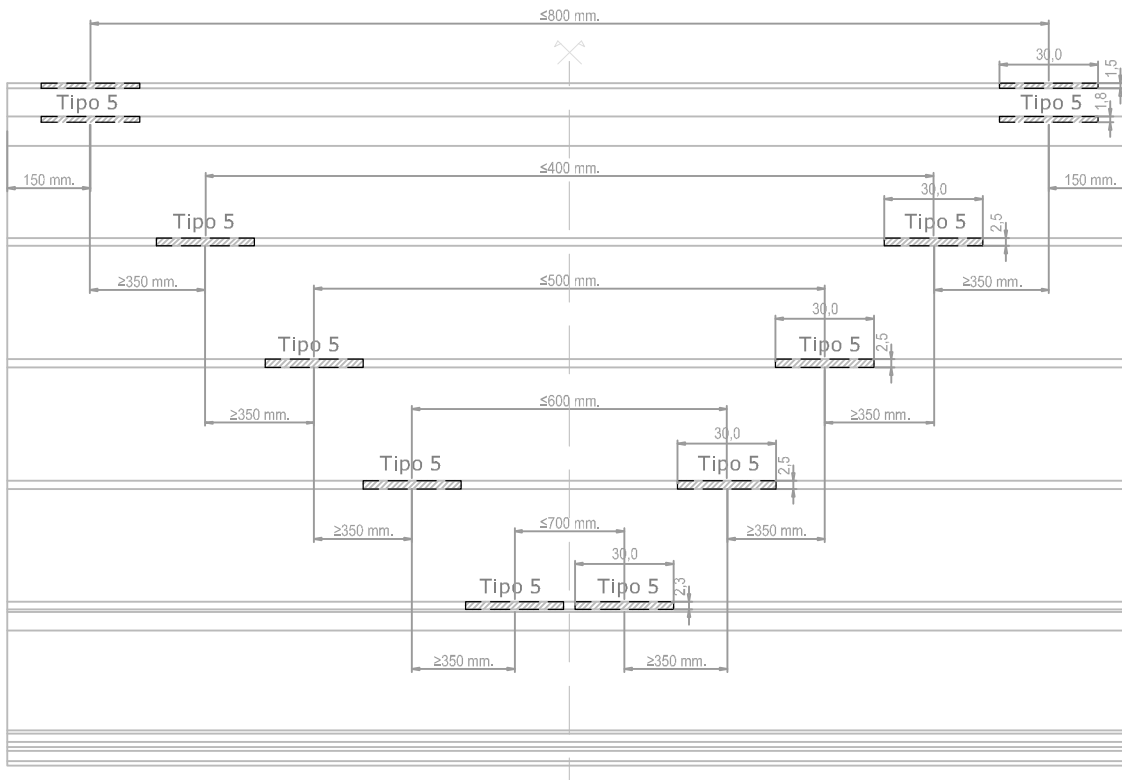 ≤800 mm.
30,0
1,5
Tipo 5
Tipo 5
1,8
≤400 mm.
150 mm.
150 mm.
30,0
Tipo 5
Tipo 5
2,5
≥350 mm.
≤500 mm.
≥350 mm.
30,0
Tipo 5
Tipo 5
2,5
≥350 mm.
≤600 mm.
≥350 mm.
30,0
Tipo 5
Tipo 5
2,5
≥350 mm.
≤700 mm.
≥350 mm.
30,0
Tipo 5
Tipo 5
2,3
≥350 mm.
≥350 mm.